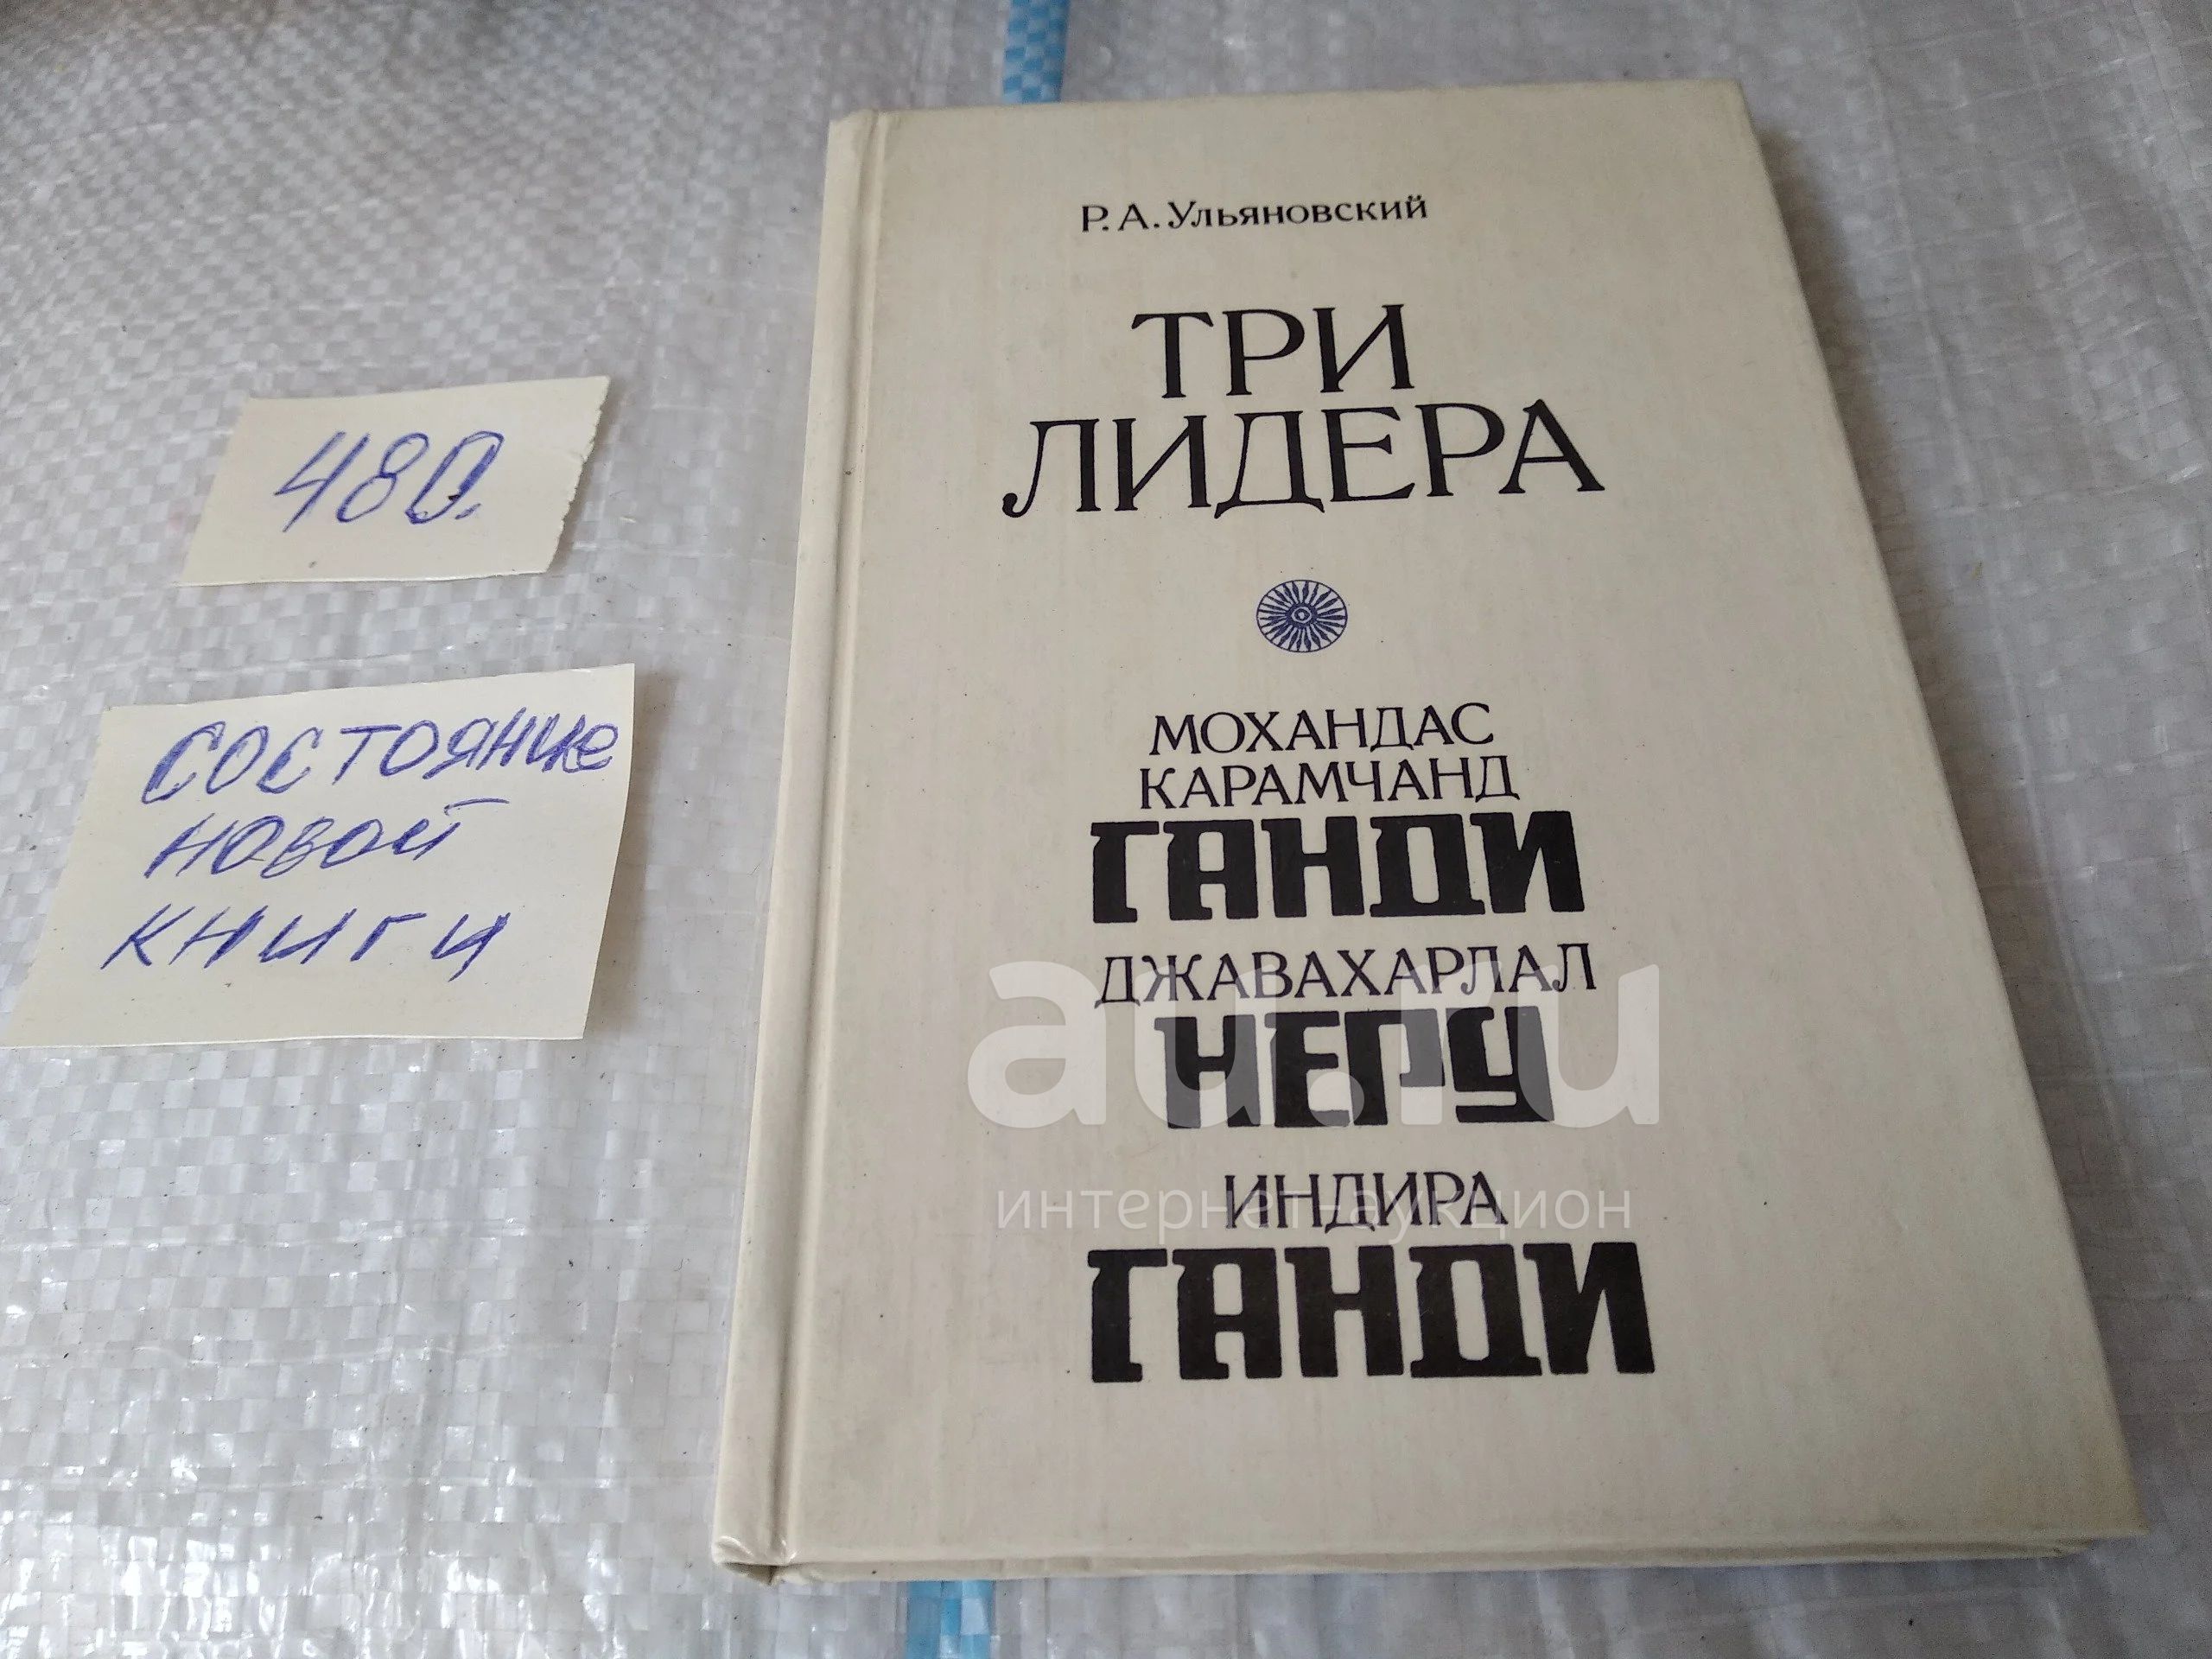 480.
состояние
новой
книги
Р. А. Ульяновский
ТРИ
ЛИДЕРА
МОХАНДАС
КАРАМЧАНД
ГАНДИ
ДЖАВАХАРЛАЛ
НЕРУ
ИНДИРА
ГАНДИ
au.ru
интернет-аукцион